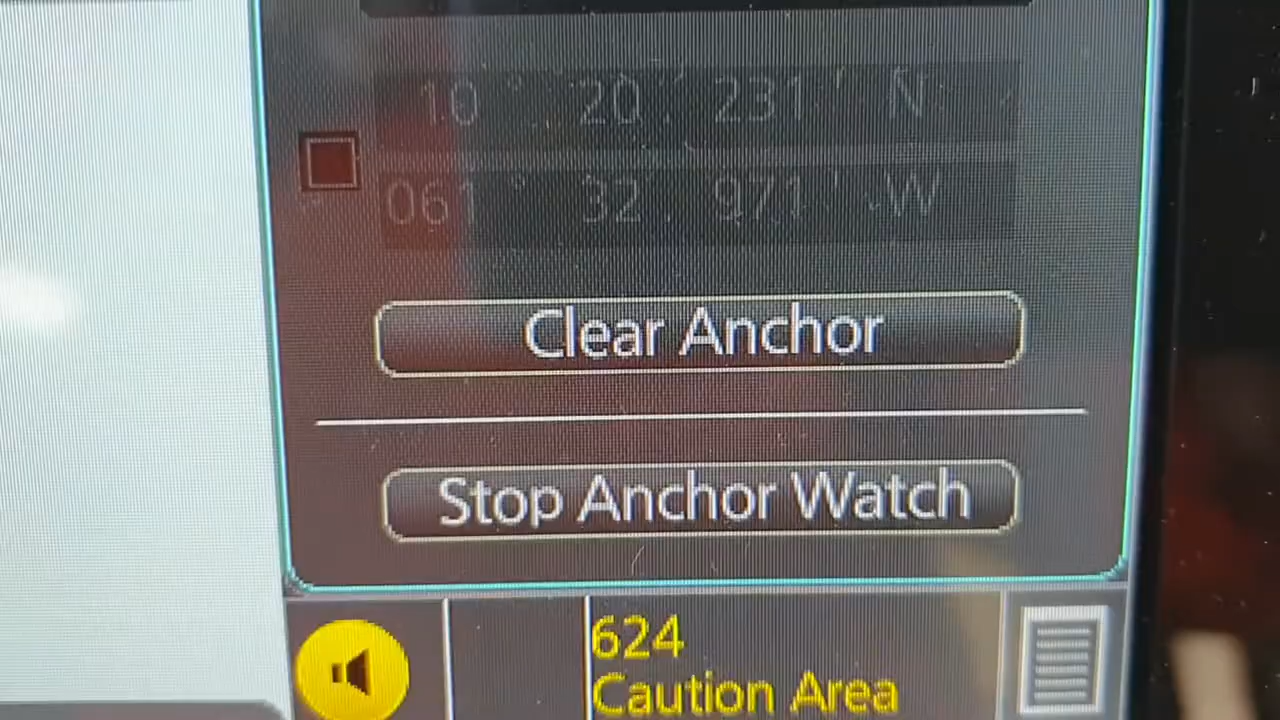 10 ° 20 . 231 ' N
061 ° 32 . 971 ' W
Clear Anchor
Stop Anchor Watch
624
Caution Area